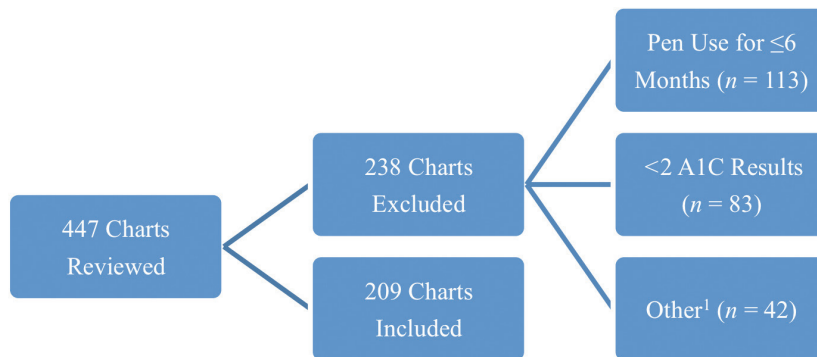 447 Charts
Reviewed
238 Charts
Excluded
209 Charts
Included
Pen Use for ≤6
Months (n = 113)
<2 A1C Results
(n = 83)
Other¹ (n = 42)